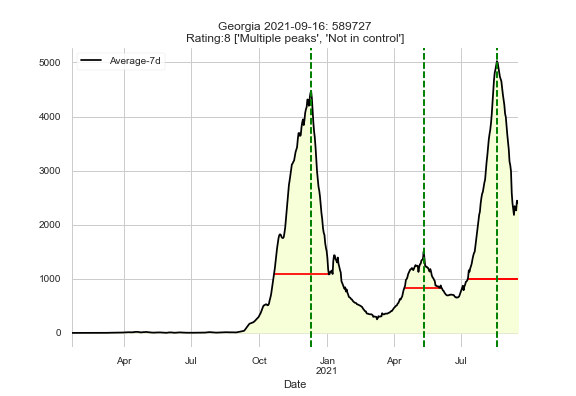 Georgia 2021-09-16: 589727
Rating:8 ['Multiple peaks', 'Not in control']
Average-7d
5000
4000
3000
2000
1000
0
Apr Jul Oct Jan Apr Jul
2021
Date